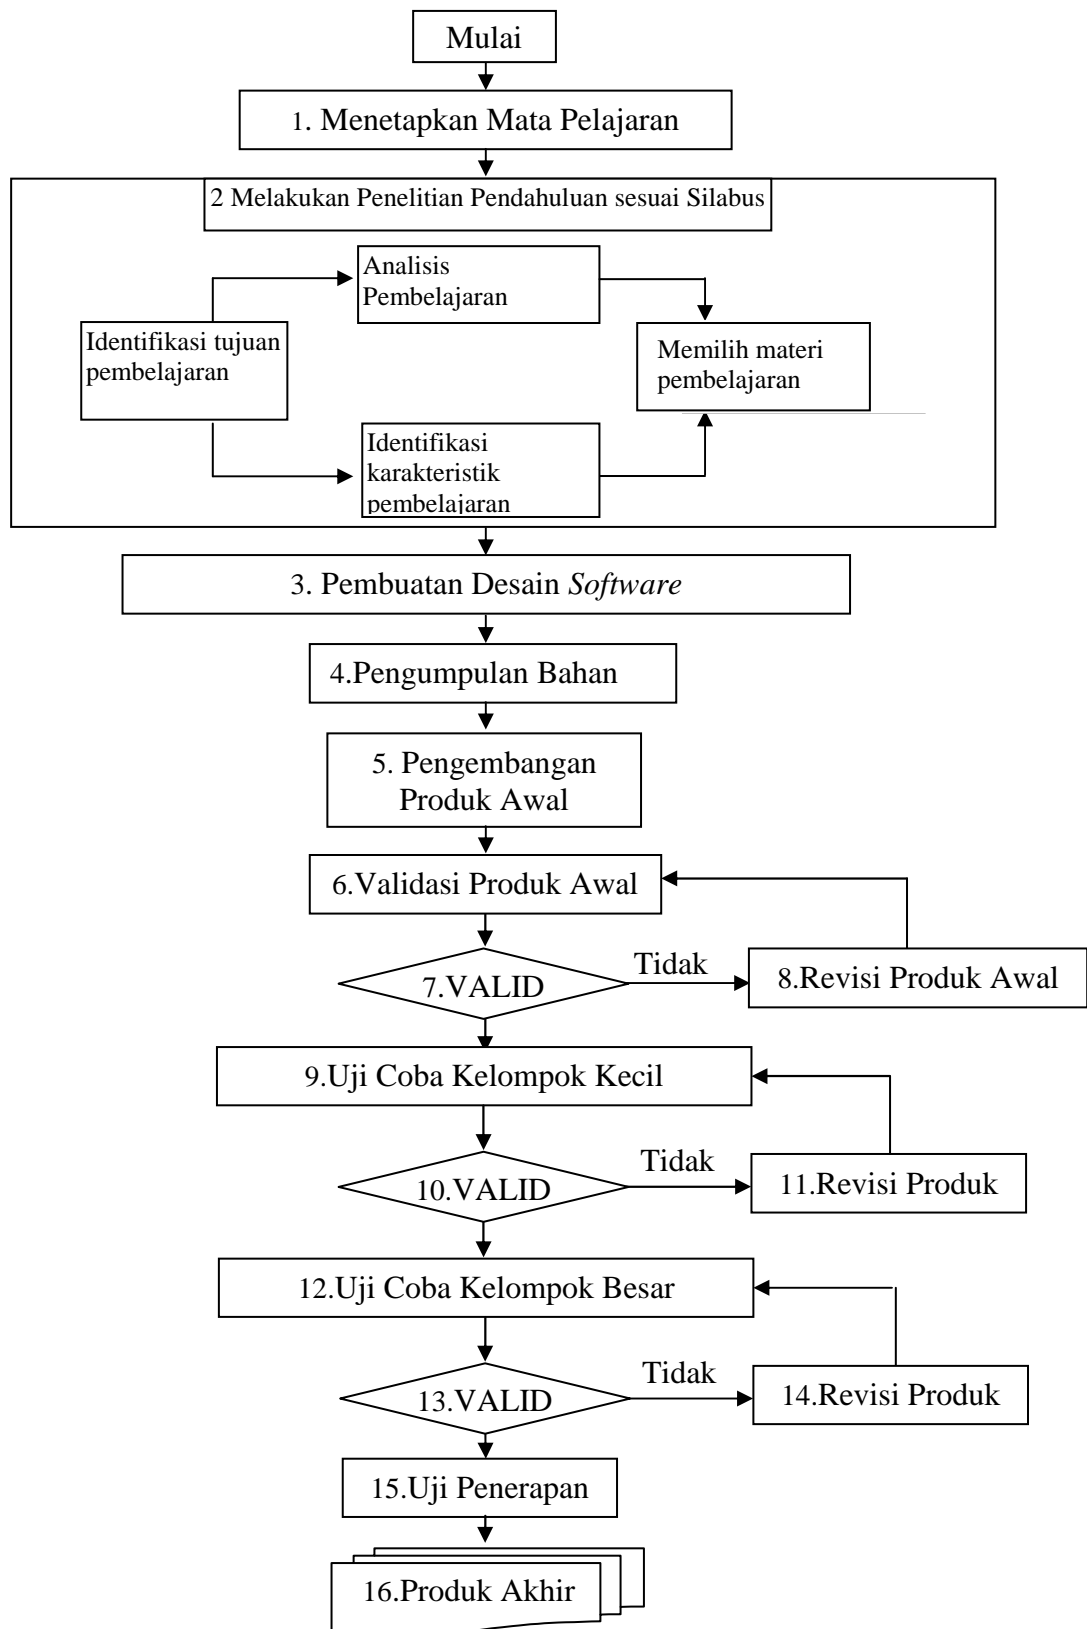 Mulai
1. Menetapkan Mata Pelajaran
2 Melakukan Penelitian Pendahuluan sesuai Silabus
Analisis
Pembelajaran
Identifikasi tujuan
pembelajaran
Memilih materi
pembelajaran
Identifikasi
karakteristik
pembelajaran
3. Pembuatan Desain Software
4.Pengumpulan Bahan
5. Pengembangan
Produk Awal
6.Validasi Produk Awal
7.VALID
Tidak
8.Revisi Produk Awal
9.Uji Coba Kelompok Kecil
10.VALID
Tidak
11.Revisi Produk
12.Uji Coba Kelompok Besar
13.VALID
Tidak
14.Revisi Produk
15.Uji Penerapan
16.Produk Akhir